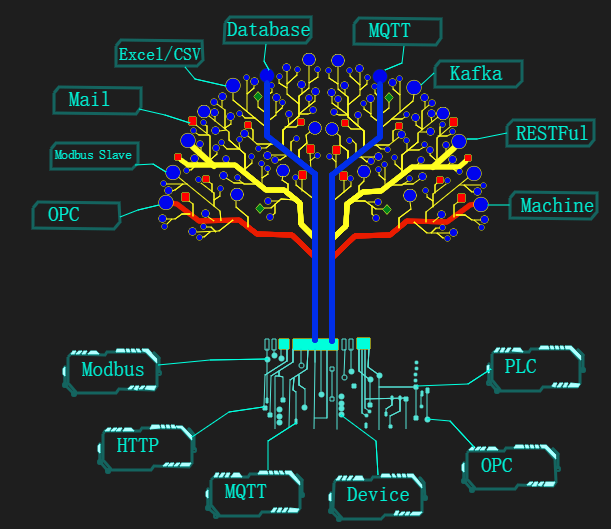 Database
MQTT
Excel/CSV
Kafka
Mail
RESTFul
Modbus Slave
OPC
Machine
Modbus
PLC
HTTP
OPC
MQTT
Device